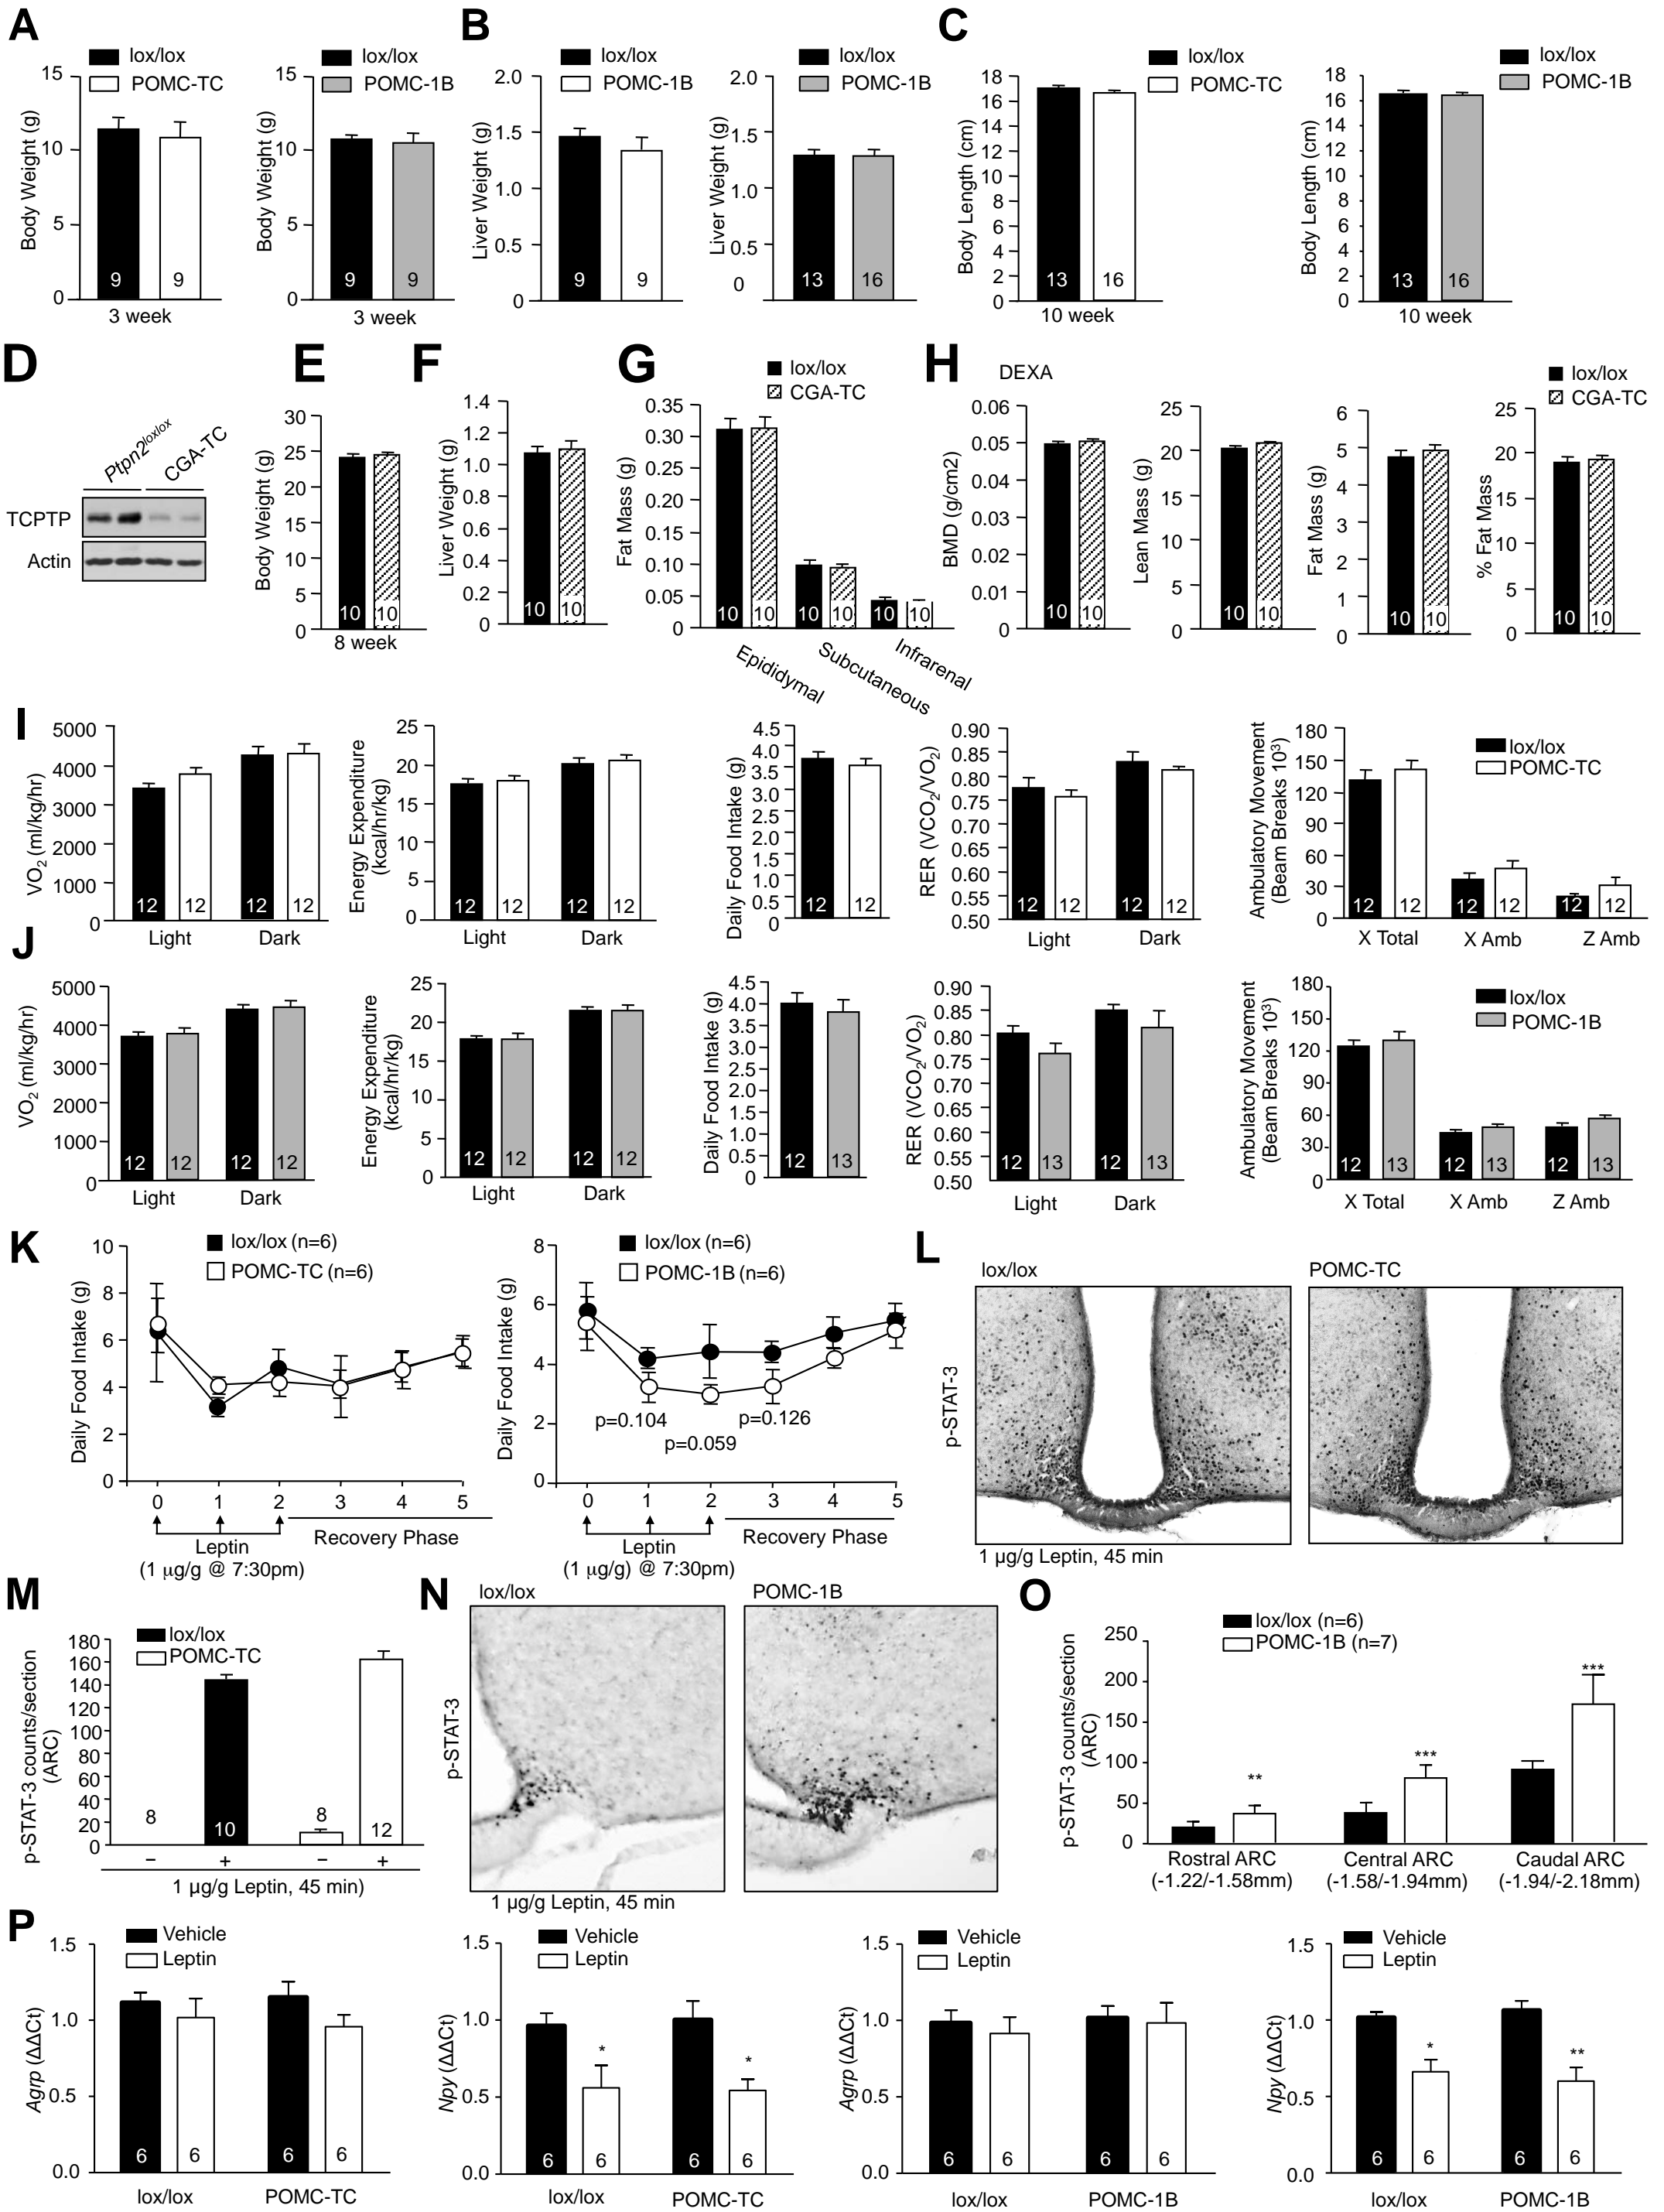 A
lox/lox
POMC-TC
15
10
5
0
Body Weight (g)
9
9
3 week
lox/lox
POMC-1B
15
10
5
0
Body Weight (g)
9
9
3 week
B
lox/lox
POMC-1B
2.0
1.5
1.0
0.5
0
Liver Weight (g)
9
9
lox/lox
POMC-1B
2.0
1.5
1.0
0.5
0
Liver Weight (g)
13
16
C
lox/lox
POMC-TC
18
16
14
12
10
8
6
4
2
0
Body Length (cm)
13
16
10 week
lox/lox
POMC-1B
18
16
14
12
10
8
6
4
2
0
Body Length (cm)
13
16
10 week
D
Ptpn2lox/lox
CGA-TC
TCPTP
Actin
E
30
25
20
15
10
5
0
Body Weight (g)
10
10
8 week
F
1.4
1.2
1.0
0.8
0.6
0.4
0.2
0
Liver Weight (g)
10
10
G
lox/lox
CGA-TC
0.35
0.30
0.25
0.20
0.15
0.10
0.05
0
Fat Mass (g)
10
10
10
10
10
10
Epididymal
Subcutaneous
Infrarenal
H
DEXA
lox/lox
CGA-TC
0.06
0.05
0.04
0.03
0.02
0.01
0
BMD (g/cm2)
10
10
25
20
15
10
5
0
Lean Mass (g)
10
10
6
5
4
3
2
1
0
Fat Mass (g)
10
10
25
20
15
10
5
0
% Fat Mass
10
10
I
5000
4000
3000
2000
1000
0
VO2 (ml/kg/hr)
12
12
12
12
Light
Dark
25
20
15
10
5
0
Energy Expenditure
(kcal/hr/kg)
12
12
12
12
Light
Dark
4.5
4.0
3.5
3.0
2.5
2.0
1.5
1.0
0.5
0
Daily Food Intake (g)
12
12
0.90
0.85
0.80
0.75
0.70
0.65
0.60
0.55
0.50
RER (VCO2/VO2)
12
12
12
12
Light
Dark
180
150
120
90
60
30
0
Ambulatory Movement
(Beam Breaks 10³)
lox/lox
POMC-TC
12
12
12
12
12
12
X Total
X Amb
Z Amb
J
5000
4000
3000
2000
1000
0
VO2 (ml/kg/hr)
12
12
12
12
Light
Dark
25
20
15
10
5
0
Energy Expenditure
(kcal/hr/kg)
12
12
12
12
Light
Dark
4.5
4.0
3.5
3.0
2.5
2.0
1.5
1.0
0.5
0
Daily Food Intake (g)
12
13
0.90
0.85
0.80
0.75
0.70
0.65
0.60
0.55
0.50
RER (VCO2/VO2)
12
13
12
13
Light
Dark
180
150
120
90
60
30
0
Ambulatory Movement
(Beam Breaks 10³)
lox/lox
POMC-1B
12
13
12
13
12
13
X Total
X Amb
Z Amb
K
lox/lox (n=6)
POMC-TC (n=6)
10
8
6
4
2
0
Daily Food Intake (g)
0 1 2 3 4 5
Leptin
(1 µg/g @ 7:30pm)
Recovery Phase
lox/lox (n=6)
POMC-1B (n=6)
8
6
4
2
0
Daily Food Intake (g)
p=0.104
p=0.126
p=0.059
0 1 2 3 4 5
Leptin
(1 µg/g) @ 7:30pm)
Recovery Phase
L
lox/lox
POMC-TC
p-STAT-3
1 µg/g Leptin, 45 min
M
lox/lox
POMC-TC
180
160
140
120
100
80
60
40
20
0
p-STAT-3 counts/section
(ARC)
8
10
8
12
− + − +
1 µg/g Leptin, 45 min)
N
lox/lox
POMC-1B
p-STAT-3
1 µg/g Leptin, 45 min
O
lox/lox (n=6)
POMC-1B (n=7)
250
200
150
100
50
0
p-STAT-3 counts/section
(ARC)
**
***
***
Rostral ARC
(-1.22/-1.58mm)
Central ARC
(-1.58/-1.94mm)
Caudal ARC
(-1.94/-2.18mm)
P
Vehicle
Leptin
1.5
1.0
0.5
0.0
Agrp (ΔΔCt)
6
6
6
6
lox/lox
POMC-TC
Vehicle
Leptin
1.5
1.0
0.5
0.0
Npy (ΔΔCt)
*
*
6
6
6
6
lox/lox
POMC-TC
Vehicle
Leptin
1.5
1.0
0.5
0.0
Agrp (ΔΔCt)
6
6
6
6
lox/lox
POMC-1B
Vehicle
Leptin
1.5
1.0
0.5
0.0
Npy (ΔΔCt)
*
**
6
6
6
6
lox/lox
POMC-1B